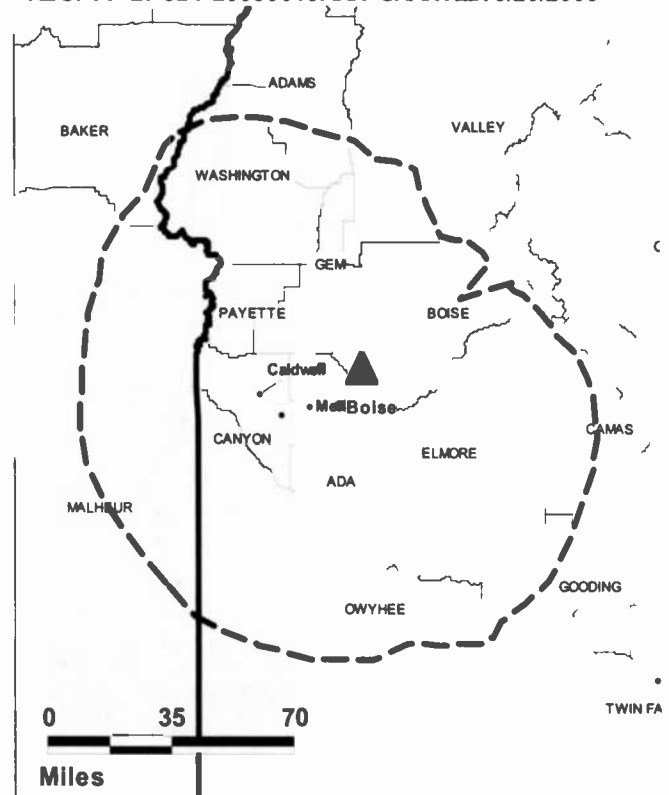 ADAMS
BAKER
VALLEY
WASHINGTON
GEM
PAYETTE
BOISE
Caldwell
Boise
CANYON
CAMAS
ELMORE
ADA
MALHEUR
GOODING
OWYHEE
TWIN FA
0 35 70
Miles